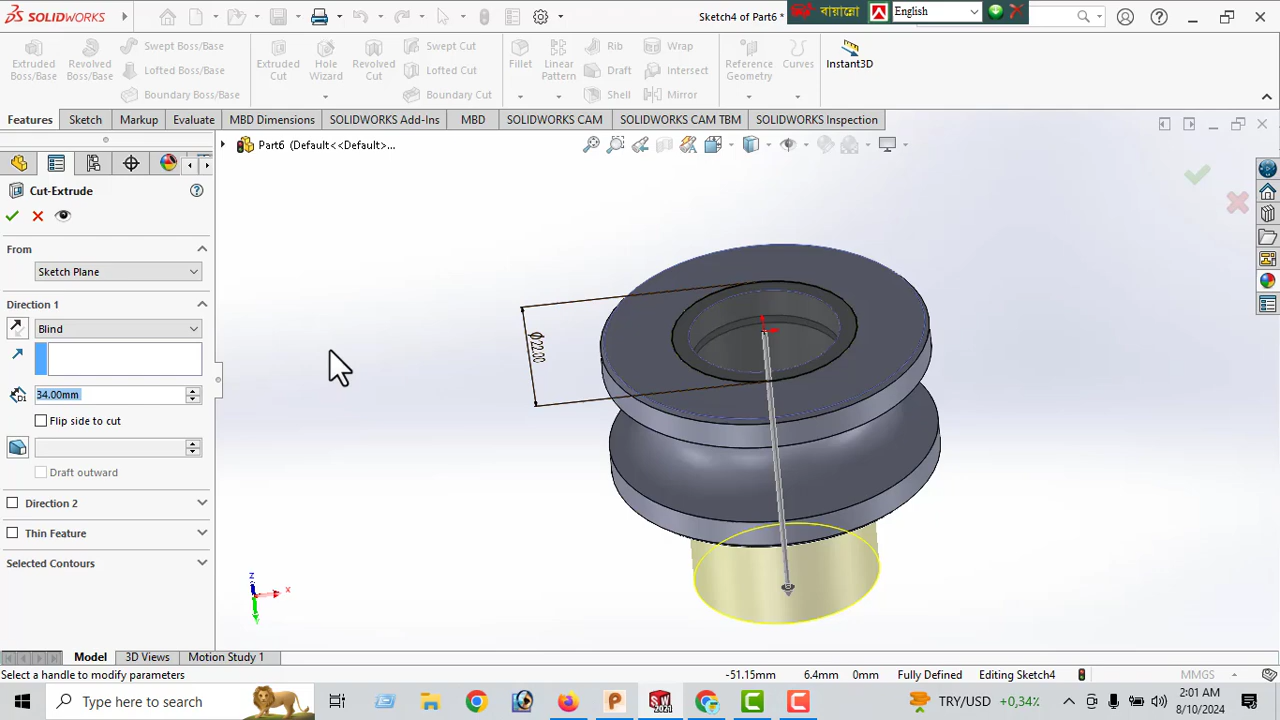 SOLIDWORKS
Sketch4 of Part6 *
বায়ান্নো
English
Extruded Boss/Base
Revolved Boss/Base
Swept Boss/Base
Lofted Boss/Base
Boundary Boss/Base
Extruded Cut
Hole Wizard
Revolved Cut
Swept Cut
Lofted Cut
Boundary Cut
Fillet
Linear Pattern
Rib
Draft
Shell
Wrap
Intersect
Mirror
Reference Geometry
Curves
Instant3D
Features
Sketch
Markup
Evaluate
MBD Dimensions
SOLIDWORKS Add-Ins
MBD
SOLIDWORKS CAM
SOLIDWORKS CAM TBM
SOLIDWORKS Inspection
Part6 (Default<<Default>...
Cut-Extrude
From
Sketch Plane
Direction 1
Blind
34.00mm
Flip side to cut
Draft outward
Direction 2
Thin Feature
Selected Contours
Ø22.00
z
x
Y
Model
3D Views
Motion Study 1
Select a handle to modify parameters
-51.15mm
6.4mm
0mm
Fully Defined
Editing Sketch4
MMGS
Type here to search
TRY/USD
+0,34%
2:01 AM
8/10/2024